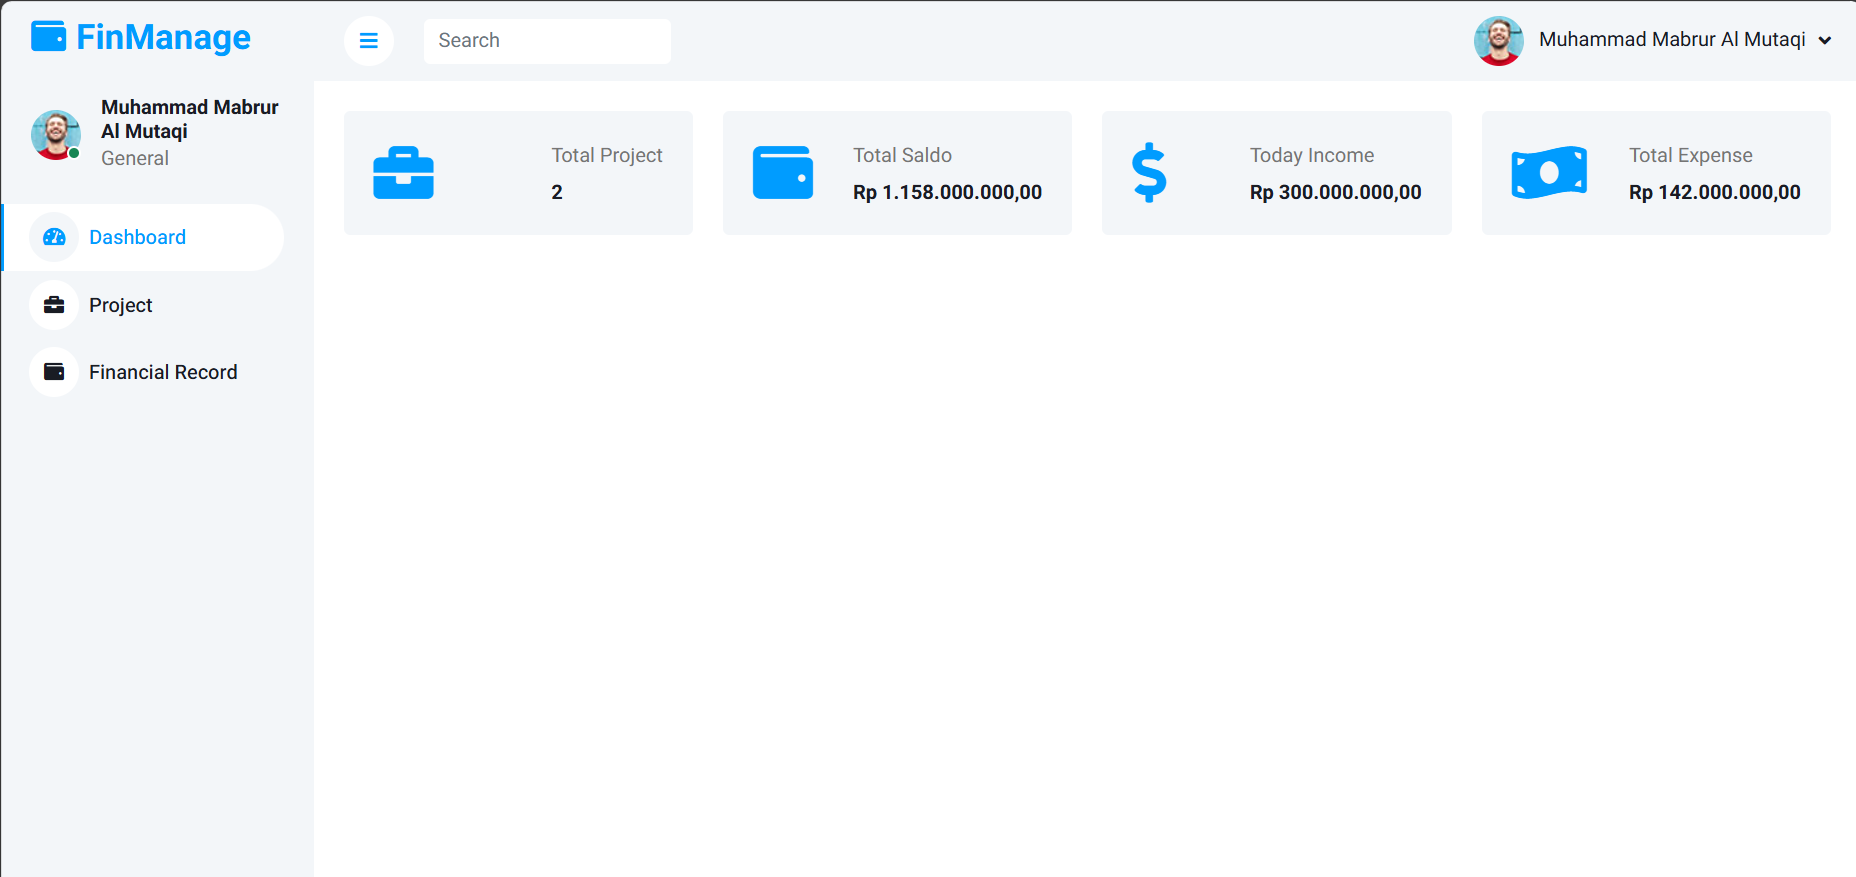 FinManage
Search
Muhammad Mabrur Al Mutaqi
Muhammad Mabrur
Al Mutaqi
General
Dashboard
Project
Financial Record
Total Project
2
Total Saldo
Rp 1.158.000.000,00
Today Income
Rp 300.000.000,00
Total Expense
Rp 142.000.000,00